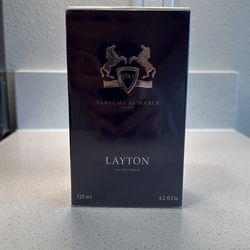 PARFUMS de MARLY
PARIS
LAYTON
EAU DE PARFUM
125 ml 4.2 fl.Oz